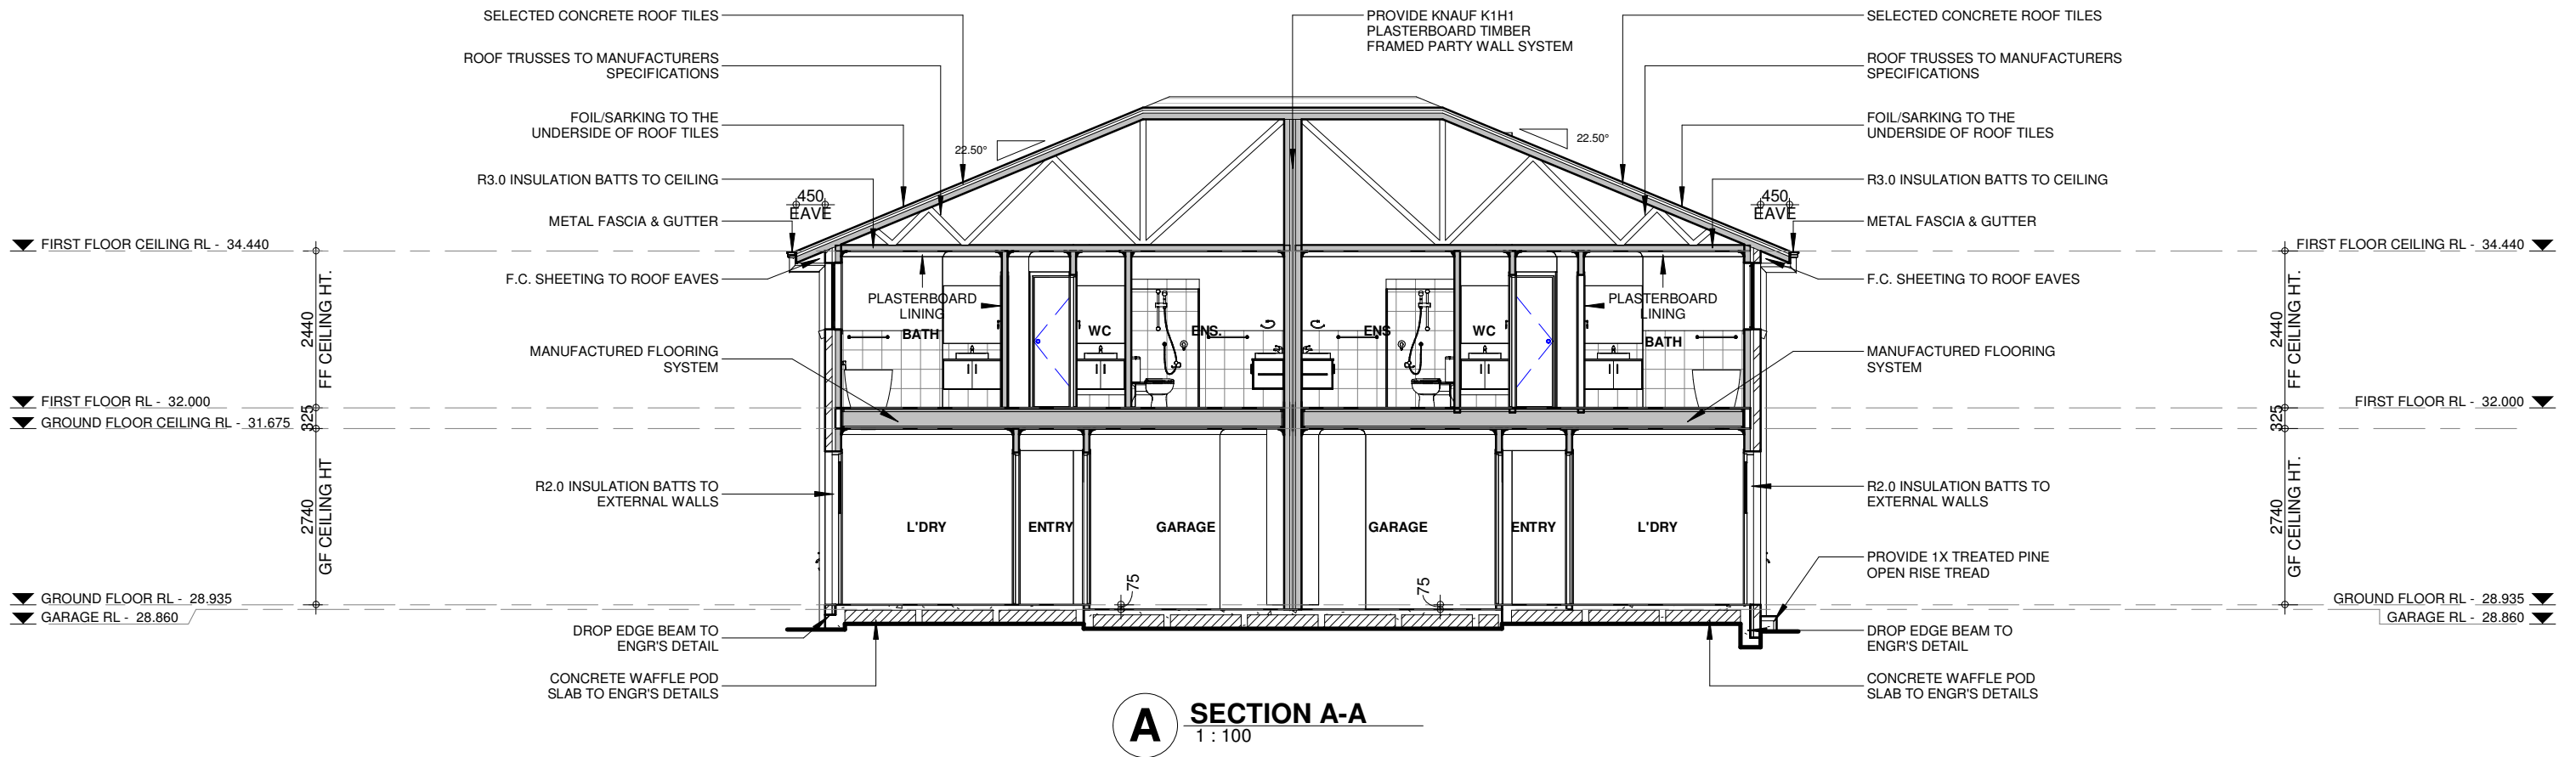 SELECTED CONCRETE ROOF TILES
ROOF TRUSSES TO MANUFACTURERS
SPECIFICATIONS
FOIL/SARKING TO THE
UNDERSIDE OF ROOF TILES
R3.0 INSULATION BATTS TO CEILING
450
EAVE
METAL FASCIA & GUTTER
FIRST FLOOR CEILING RL - 34.440
F.C. SHEETING TO ROOF EAVES
2440
FF CEILING HT.
MANUFACTURED FLOORING
SYSTEM
FIRST FLOOR RL - 32.000
325
GROUND FLOOR CEILING RL - 31.675
2740
GF CEILING HT
R2.0 INSULATION BATTS TO
EXTERNAL WALLS
GROUND FLOOR RL - 28.935
GARAGE RL - 28.860
DROP EDGE BEAM TO
ENGR'S DETAIL
CONCRETE WAFFLE POD
SLAB TO ENGR'S DETAILS
PROVIDE KNAUF K1H1
PLASTERBOARD TIMBER
FRAMED PARTY WALL SYSTEM
22.50°
22.50°
PLASTERBOARD
LINING
BATH
WC
ENS.
ENS
WC
PLASTERBOARD
LINING
BATH
L'DRY
ENTRY
GARAGE
GARAGE
ENTRY
L'DRY
75
75
SELECTED CONCRETE ROOF TILES
ROOF TRUSSES TO MANUFACTURERS
SPECIFICATIONS
FOIL/SARKING TO THE
UNDERSIDE OF ROOF TILES
R3.0 INSULATION BATTS TO CEILING
450
EAVE
METAL FASCIA & GUTTER
FIRST FLOOR CEILING RL - 34.440
F.C. SHEETING TO ROOF EAVES
2440
FF CEILING HT.
MANUFACTURED FLOORING
SYSTEM
FIRST FLOOR RL - 32.000
325
2740
GF CEILING HT.
R2.0 INSULATION BATTS TO
EXTERNAL WALLS
PROVIDE 1X TREATED PINE
OPEN RISE TREAD
GROUND FLOOR RL - 28.935
GARAGE RL - 28.860
DROP EDGE BEAM TO
ENGR'S DETAIL
CONCRETE WAFFLE POD
SLAB TO ENGR'S DETAILS
A
SECTION A-A
1 : 100